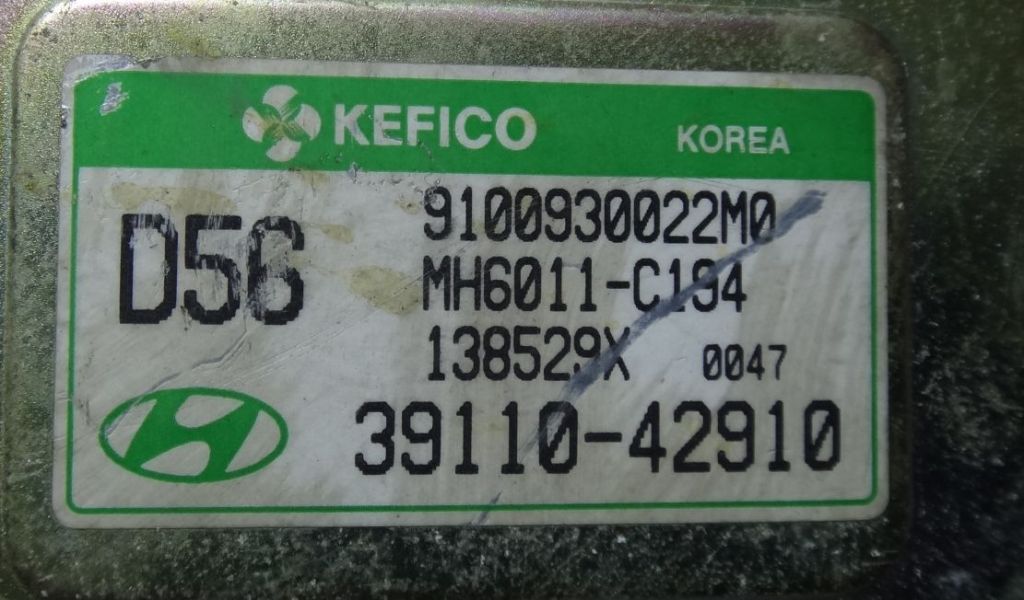 KEFICO KOREA
D56
9100930022M0
MH6011-C194
138529X 0047
39110-42910